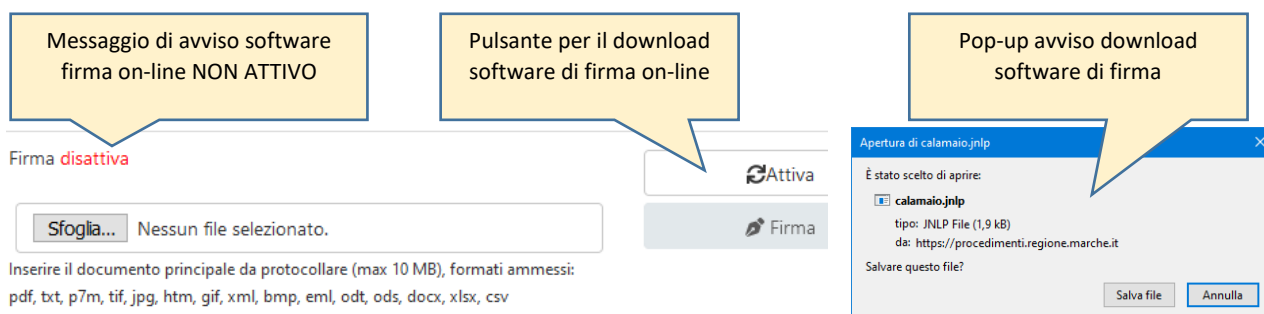 Messaggio di avviso software
firma on-line NON ATTIVO
Pulsante per il download
software di firma on-line
Pop-up avviso download
software di firma
Firma disattiva
Attiva
Sfoglia... Nessun file selezionato.
Firma
Inserire il documento principale da protocollare (max 10 MB), formati ammessi:
pdf, txt, p7m, tif, jpg, htm, gif, xml, bmp, eml, odt, ods, docx, xlsx, csv
Apertura di calamaio.jnlp
È stato scelto di aprire:
calamaio.jnlp
tipo: JNLP File (1,9 kB)
da: https://procedimenti.regione.marche.it
Salvare questo file?
Salva file Annulla